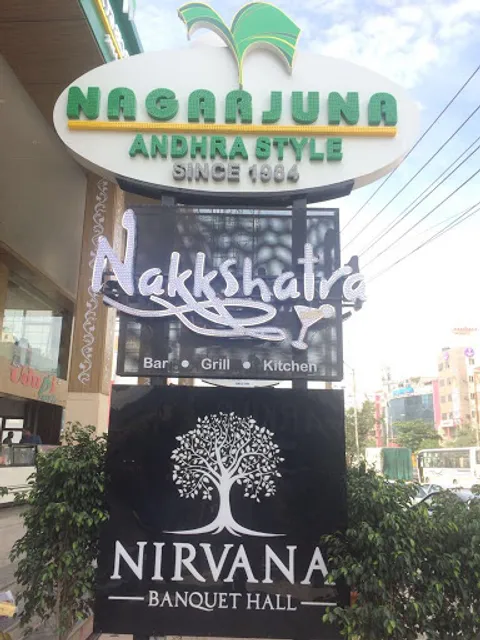 NAGARJUNA
ANDHRA STYLE
SINCE 1984
Nakkshatra
Bar • Grill • Kitchen
NIRVANA
BANQUET HALL